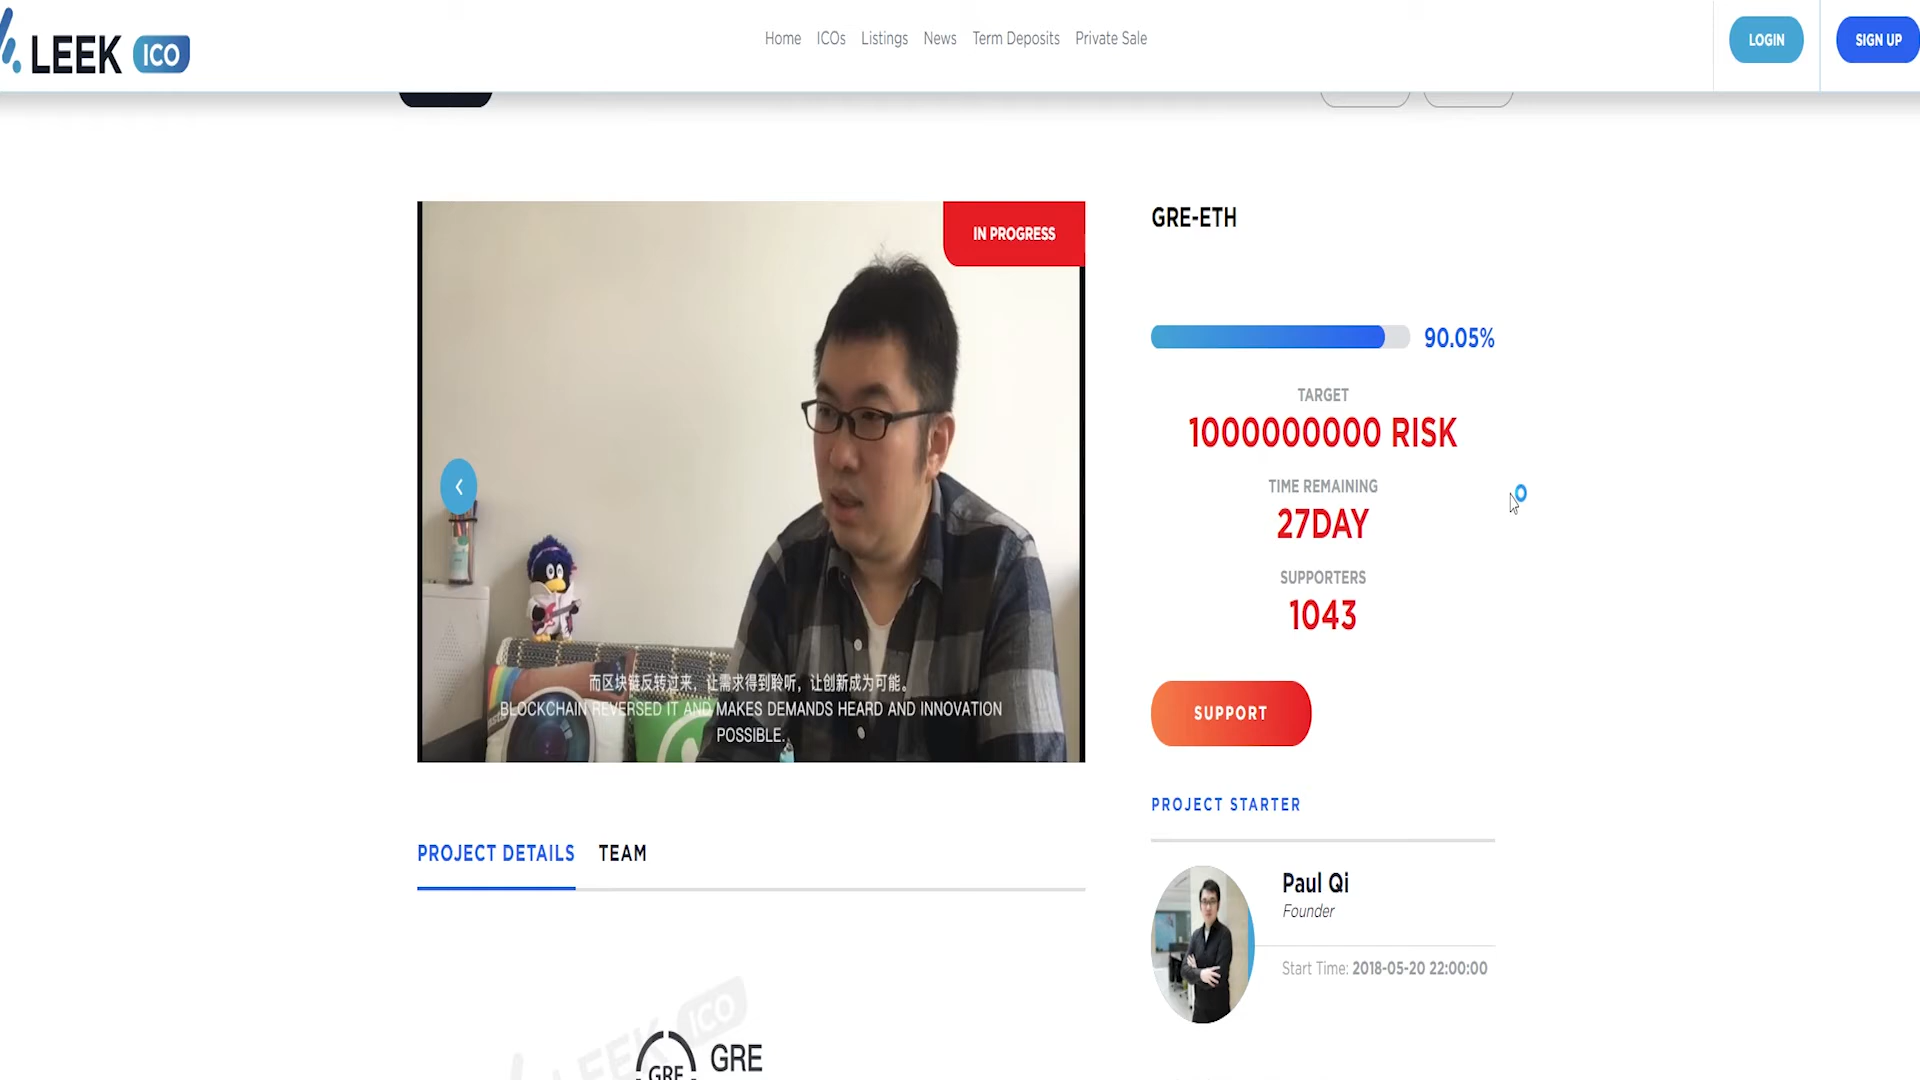 LEEK ICO
Home ICOs Listings News Term Deposits Private Sale
LOGIN
SIGN UP
IN PROGRESS
而区块链反转过来，让需求得到聆听，让创新成为可能。
BLOCKCHAIN REVERSED IT AND MAKES DEMANDS HEARD AND INNOVATION
POSSIBLE.
GRE-ETH
90.05%
TARGET
1000000000 RISK
TIME REMAINING
27DAY
SUPPORTERS
1043
SUPPORT
PROJECT STARTER
Paul Qi
Founder
Start Time: 2018-05-20 22:00:00
PROJECT DETAILS TEAM
LEEK ICO
GRE GRE